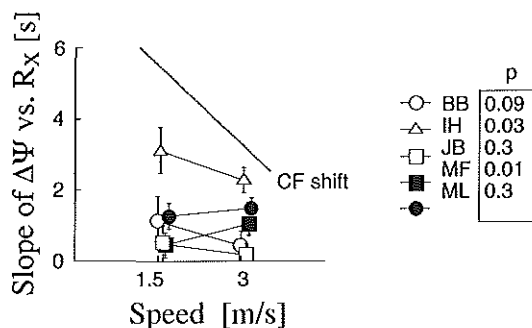 Slope of ΔΨ vs. R_X [s]
6
4
2
0
CF shift
1.5
3
Speed [m/s]
p
BB 0.09
IH 0.03
JB 0.3
MF 0.01
ML 0.3